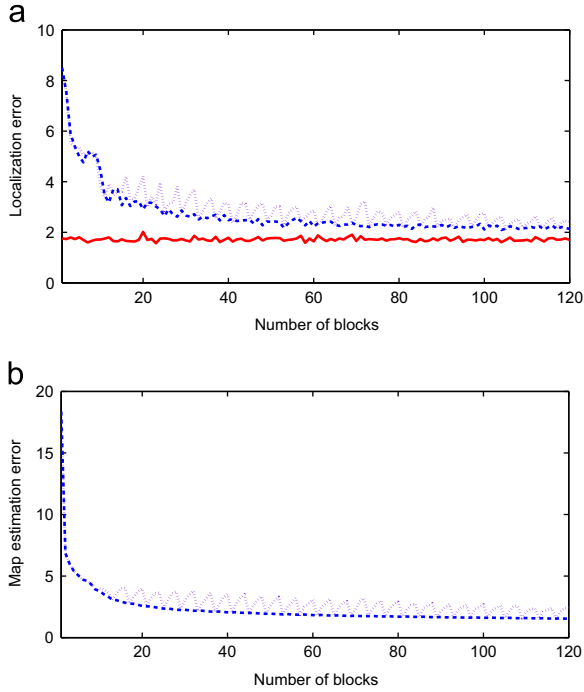 a
10
8
6
4
2
0
Localization error
20 40 60 80 100 120
Number of blocks
b
20
15
10
5
0
Map estimation error
20 40 60 80 100 120
Number of blocks